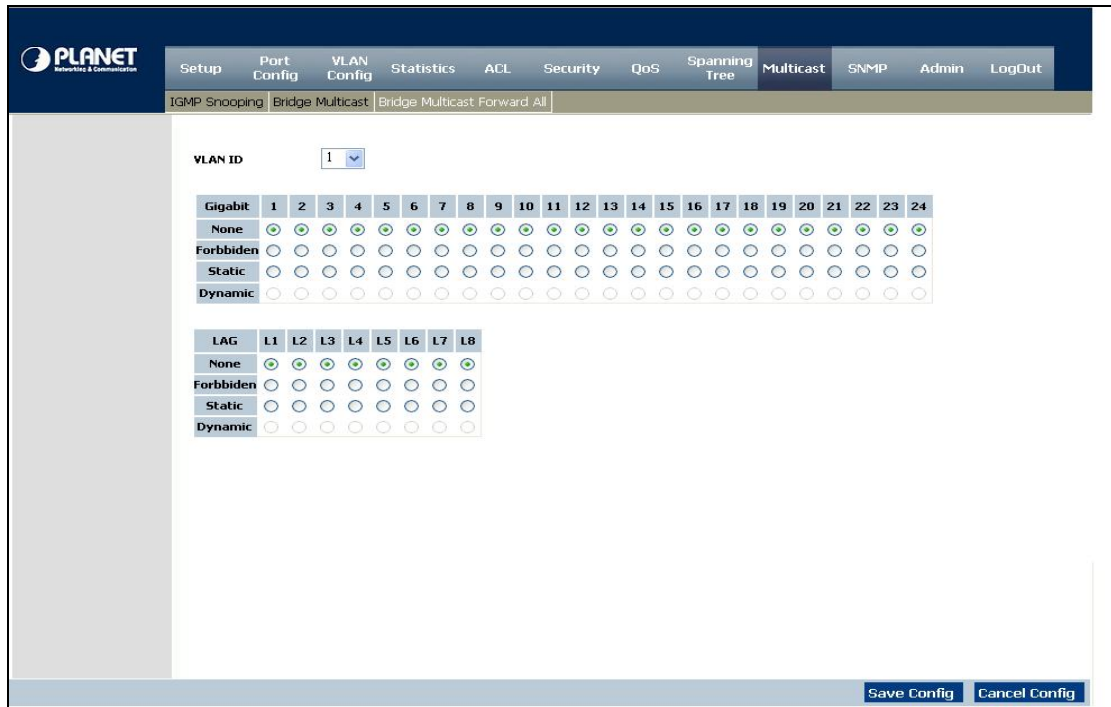 PLANET
Networking & Communication
Setup Port Config VLAN Config Statistics ACL Security QoS Spanning Tree Multicast SNMP Admin LogOut
IGMP Snooping Bridge Multicast Bridge Multicast Forward All
VLAN ID 1
Gigabit 1 2 3 4 5 6 7 8 9 10 11 12 13 14 15 16 17 18 19 20 21 22 23 24
None
Forbbiden
Static
Dynamic
LAG L1 L2 L3 L4 L5 L6 L7 L8
None
Forbbiden
Static
Dynamic
Save Config Cancel Config